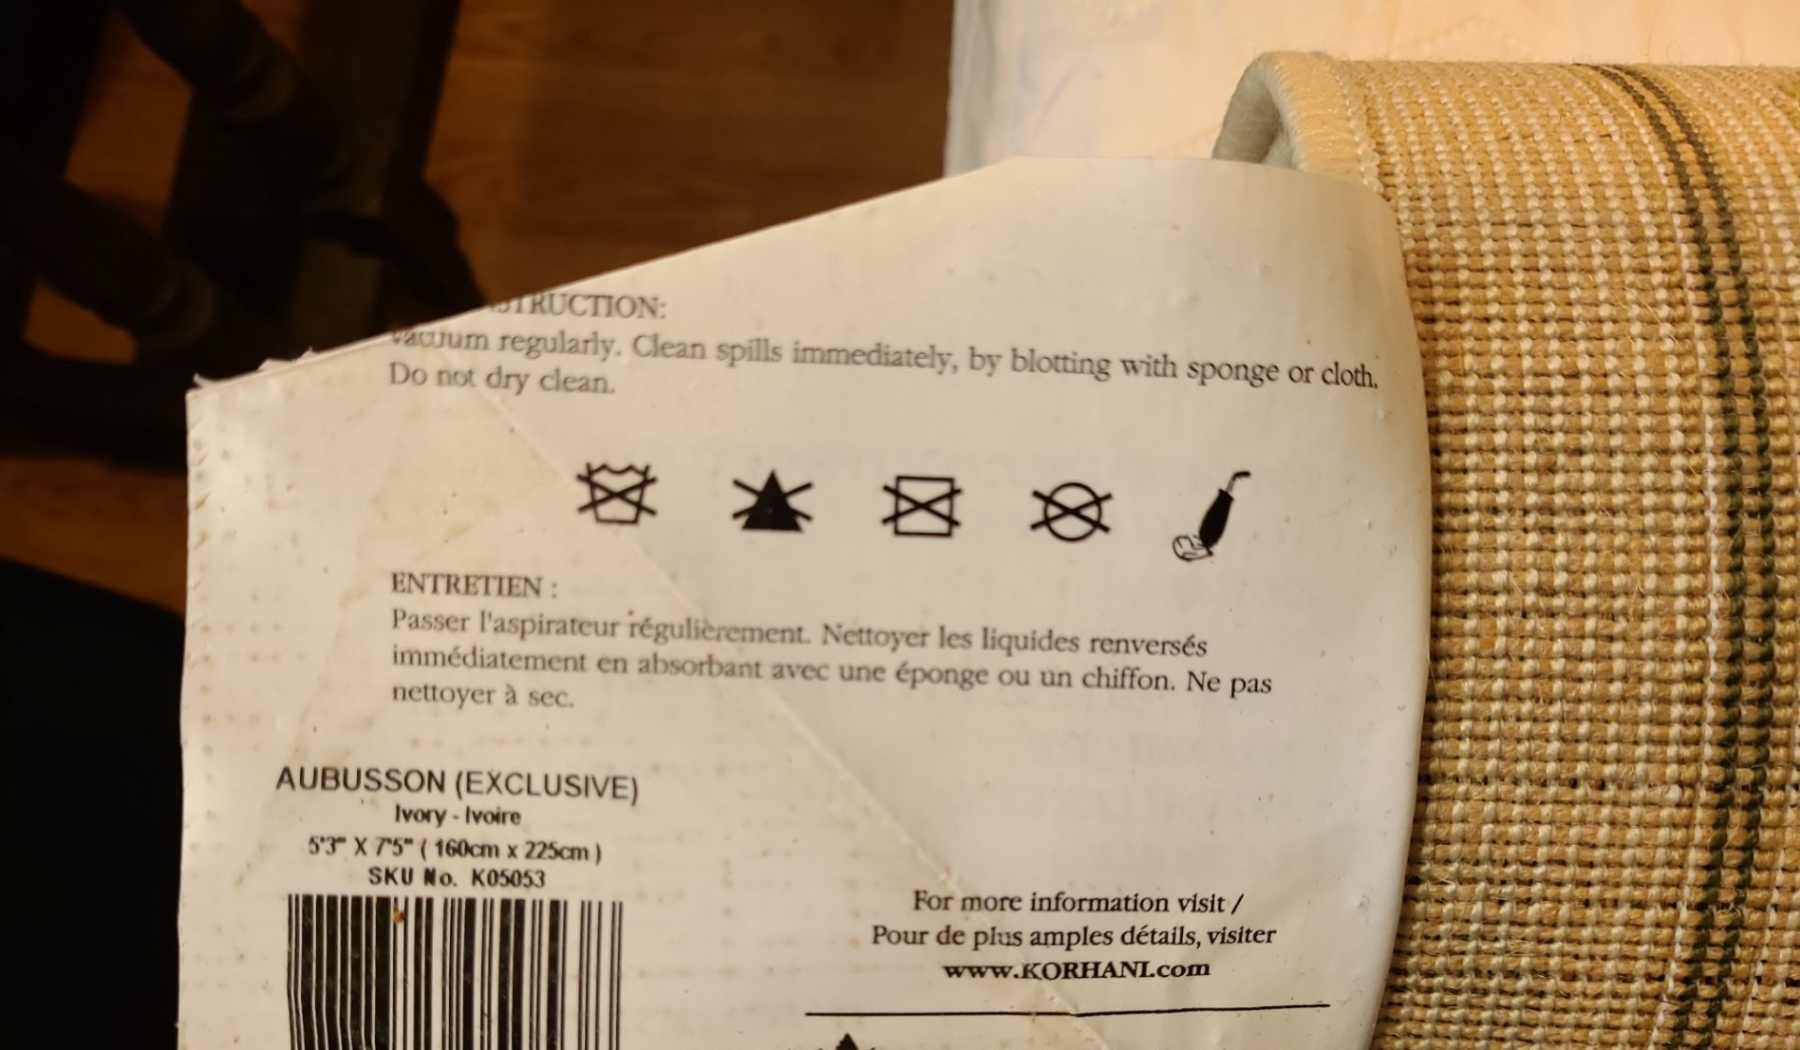 STRUCTION:
Vacuum regularly. Clean spills immediately, by blotting with sponge or cloth.
Do not dry clean.
ENTRETIEN :
Passer l'aspirateur régulièrement. Nettoyer les liquides renversés
immédiatement en absorbant avec une éponge ou un chiffon. Ne pas
nettoyer à sec.
AUBUSSON (EXCLUSIVE)
Ivory - Ivoire
5'3" X 7'5" ( 160cm x 225cm )
SKU No. K05053
For more information visit /
Pour de plus amples détails, visiter
www.KORHANI.com